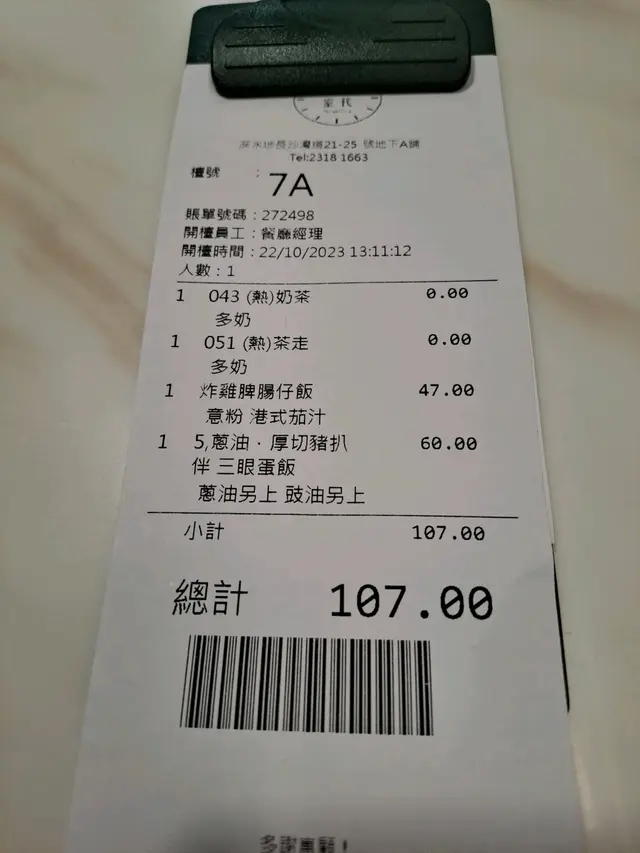 深水埗長沙灣道21-25 號地下A舖
Tel:2318 1663
檯號 : 7A
賬單號碼 : 272498
開檯員工 : 餐廳經理
開檯時間 : 22/10/2023 13:11:12
人數 : 1
1 043 (熱)奶茶 0.00
多奶
1 051 (熱)茶走 0.00
多奶
1 炸雞脾腸仔飯 47.00
意粉 港式茄汁
1 5,蔥油．厚切豬扒 60.00
伴 三眼蛋飯
蔥油另上 豉油另上
小計 107.00
總計 107.00
多謝惠顧！